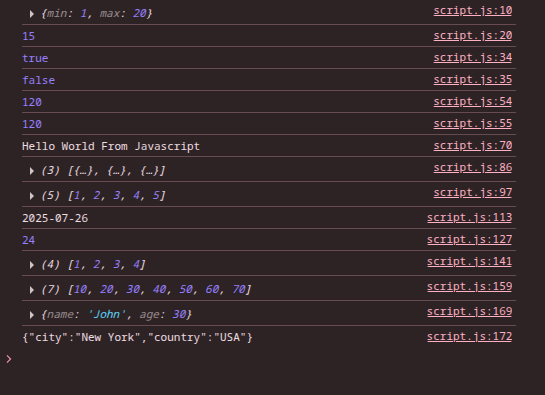 ▶ {min: 1, max: 20} script.js:10
15 script.js:20
true script.js:34
false script.js:35
120 script.js:54
120 script.js:55
Hello World From Javascript script.js:70
▶ (3) [{…}, {…}, {…}] script.js:86
▶ (5) [1, 2, 3, 4, 5] script.js:97
2025-07-26 script.js:113
24 script.js:127
▶ (4) [1, 2, 3, 4] script.js:141
▶ (7) [10, 20, 30, 40, 50, 60, 70] script.js:159
▶ {name: 'John', age: 30} script.js:169
{"city":"New York","country":"USA"} script.js:172
>